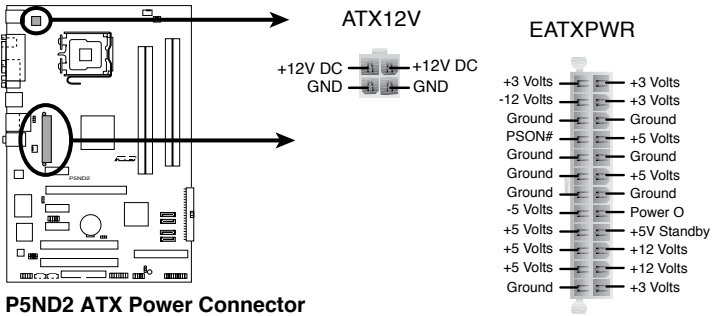 ATX12V
+12V DC +12V DC
GND GND
EATXPWR
+3 Volts +3 Volts
-12 Volts +3 Volts
Ground Ground
PSON# +5 Volts
Ground Ground
Ground +5 Volts
Ground Ground
-5 Volts Power O
+5 Volts +5V Standby
+5 Volts +12 Volts
+5 Volts +12 Volts
Ground +3 Volts
P5ND2
P5ND2 ATX Power Connector